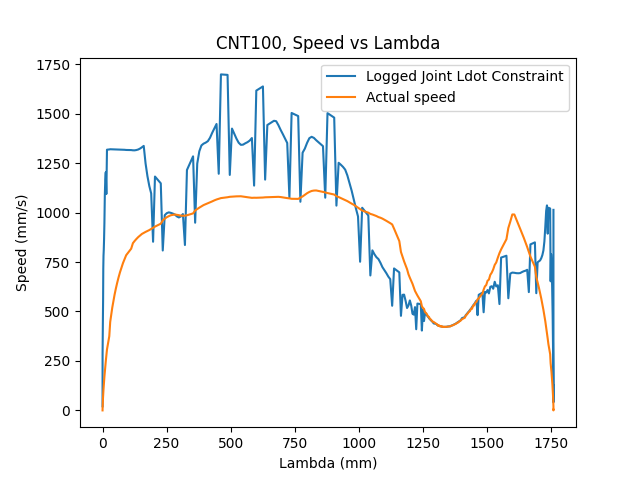 CNT100, Speed vs Lambda
Logged Joint Ldot Constraint
Actual speed
1750
1500
1250
1000
750
500
250
0
Speed (mm/s)
0 250 500 750 1000 1250 1500 1750
Lambda (mm)